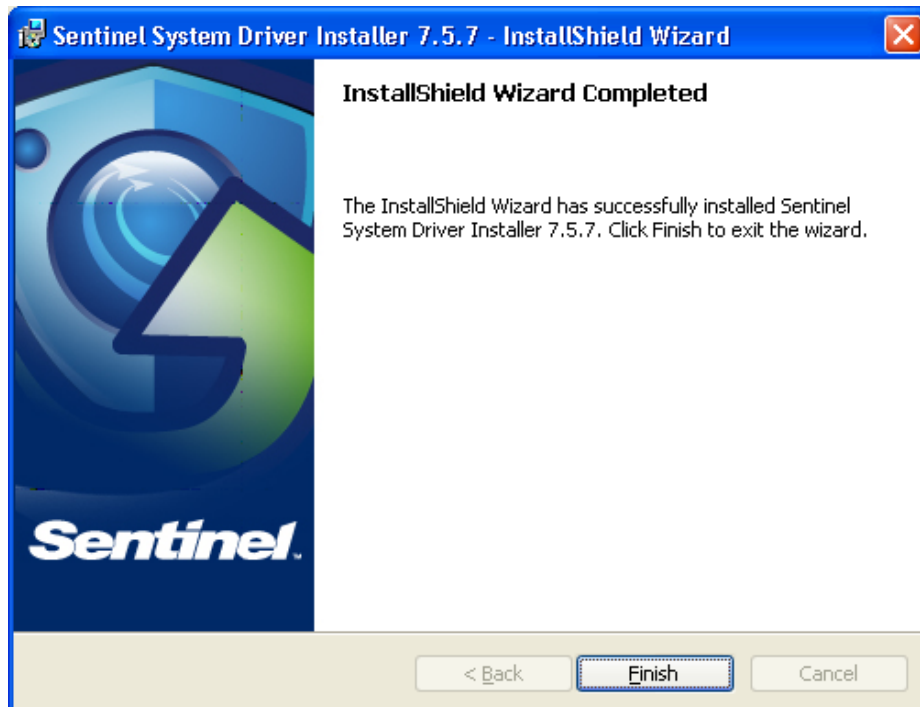 Sentinel System Driver Installer 7.5.7 - InstallShield Wizard
InstallShield Wizard Completed
The InstallShield Wizard has successfully installed Sentinel
System Driver Installer 7.5.7. Click Finish to exit the wizard.
Sentinel™
< Back
Finish
Cancel